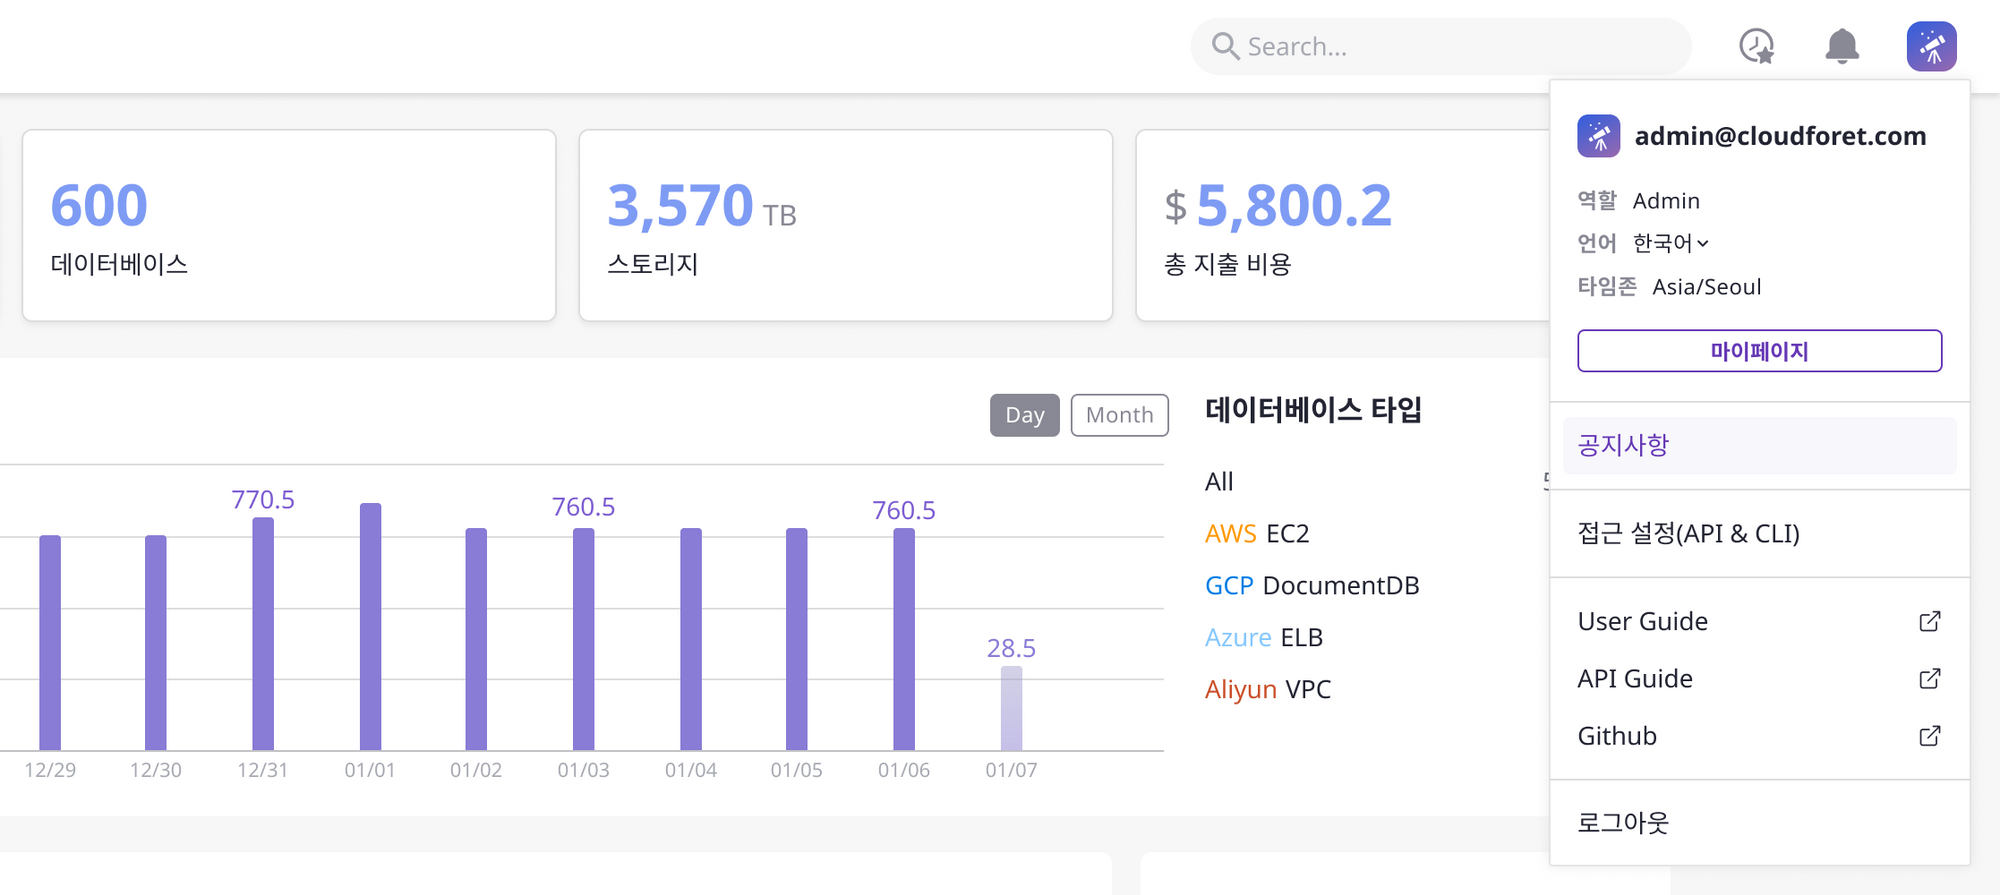 Search...
600
데이터베이스
3,570 TB
스토리지
$ 5,800.2
총 지출 비용
admin@cloudforet.com
역할 Admin
언어 한국어
타임존 Asia/Seoul
마이페이지
공지사항
접근 설정(API & CLI)
User Guide
API Guide
Github
로그아웃
Day
Month
770.5
760.5
760.5
28.5
12/29
12/30
12/31
01/01
01/02
01/03
01/04
01/05
01/06
01/07
데이터베이스 타입
All
AWS EC2
GCP DocumentDB
Azure ELB
Aliyun VPC